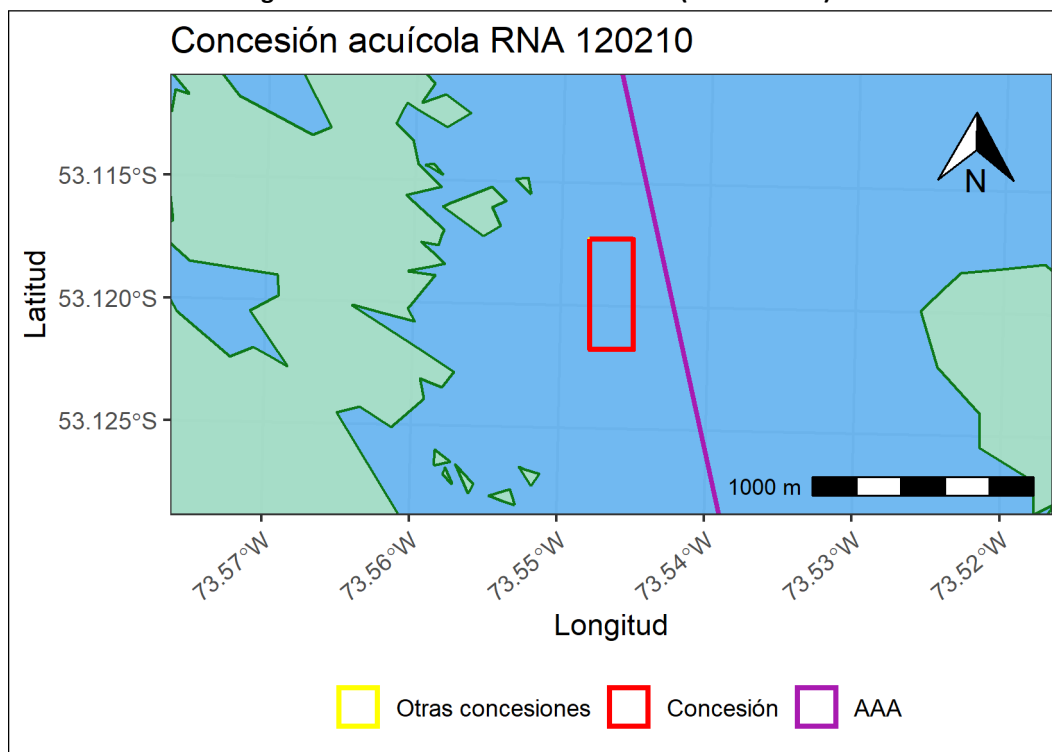 Concesión acuícola RNA 120210
N
53.115°S
53.120°S
53.125°S
Latitud
1000 m
73.57°W
73.56°W
73.55°W
73.54°W
73.53°W
73.52°W
Longitud
Otras concesiones
Concesión
AAA